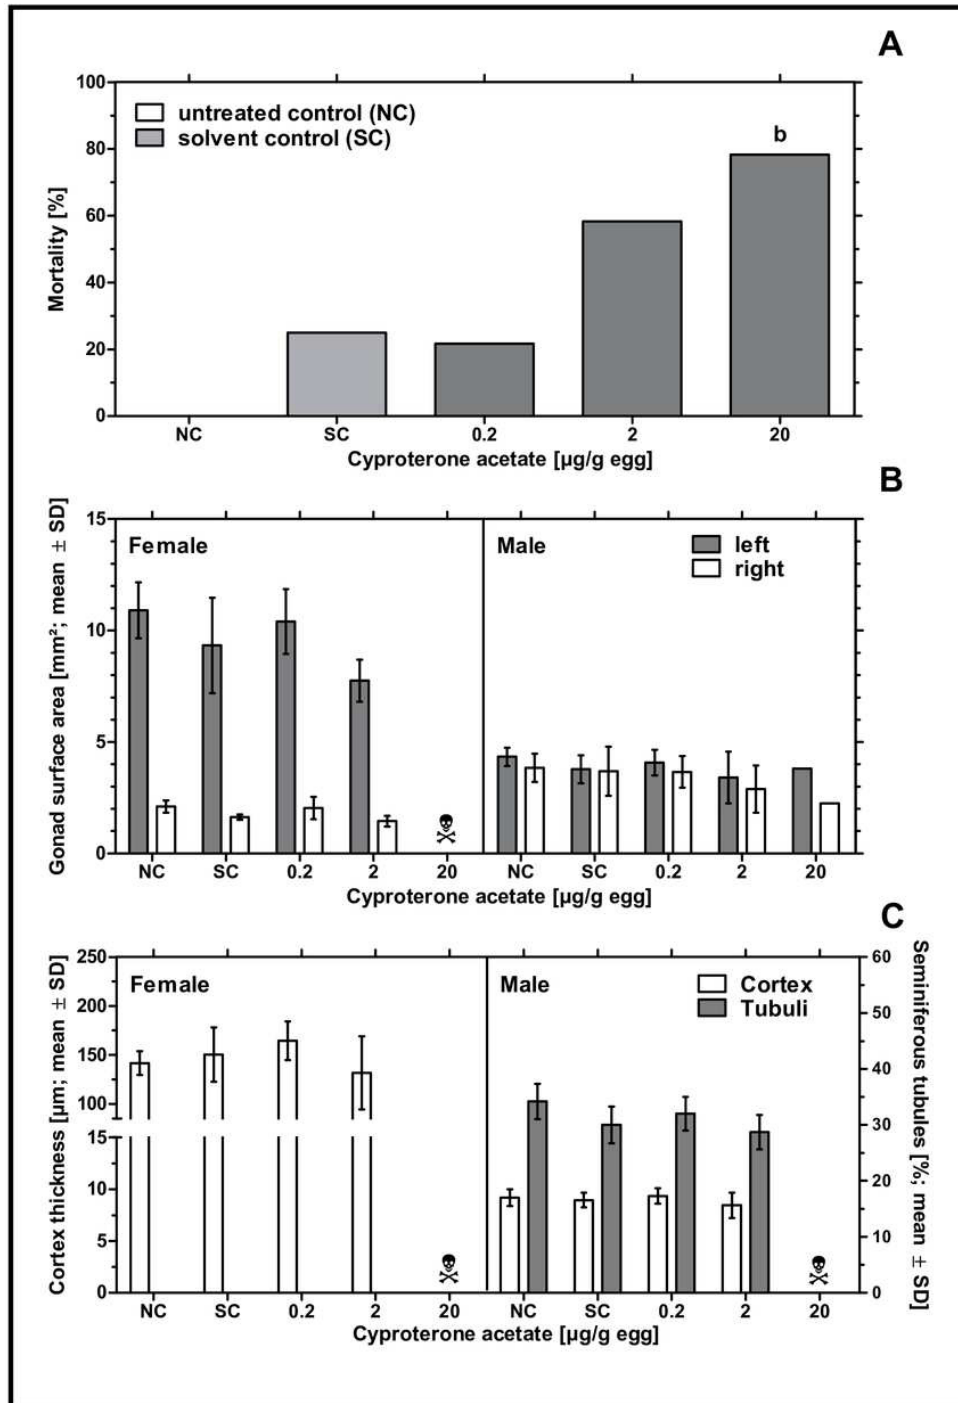 A
Mortality [%]
100
80
60
40
20
0
untreated control (NC)
solvent control (SC)
b
NC SC 0.2 2 20
Cyproterone acetate [µg/g egg]
B
Gonad surface area [mm²; mean ± SD]
15
10
5
0
Female
Male
left
right
NC SC 0.2 2 20 NC SC 0.2 2 20
Cyproterone acetate [µg/g egg]
C
Cortex thickness [µm; mean ± SD]
250
200
150
100
15
10
5
0
Female
Male
Cortex
Tubuli
60
50
40
30
20
10
0
Seminiferous tubules [%; mean ± SD]
NC SC 0.2 2 20 NC SC 0.2 2 20
Cyproterone acetate [µg/g egg]